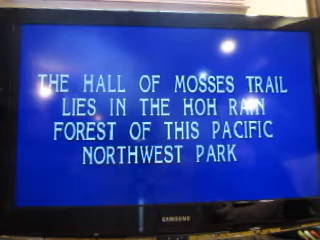 THE HALL OF MOSSES TRAIL
LIES IN THE HOH RAIN
FOREST OF THIS PACIFIC
NORTHWEST PARK
SAMSUNG